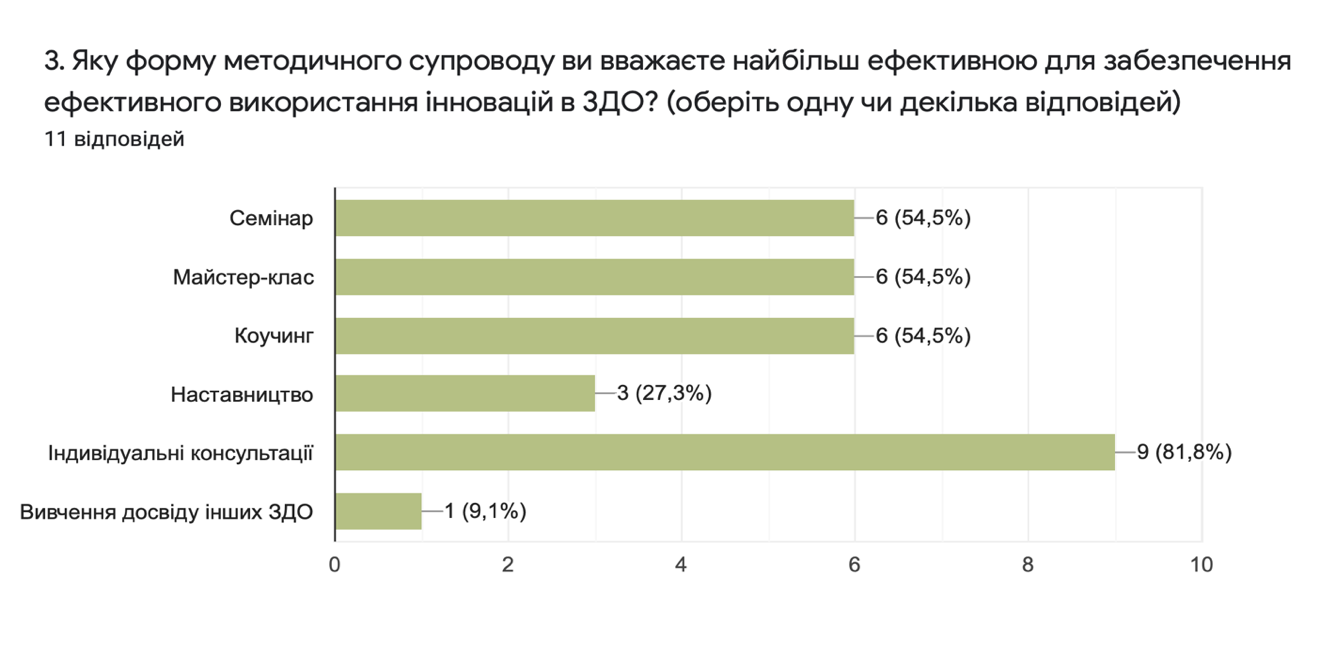 3. Яку форму методичного супроводу ви вважаєте найбільш ефективною для забезпечення
ефективного використання інновацій в ЗДО? (оберіть одну чи декілька відповідей)
11 відповідей
Семінар
6 (54,5%)
Майстер-клас
6 (54,5%)
Коучинг
6 (54,5%)
Наставництво
3 (27,3%)
Індивідуальні консультації
9 (81,8%)
Вивчення досвіду інших ЗДО
1 (9,1%)
0 2 4 6 8 10